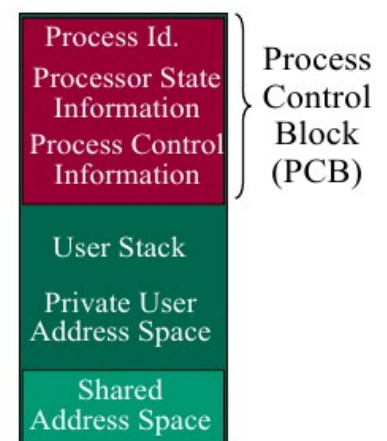 Process Id.
Processor State
Information
Process Control
Information
Process
Control
Block
(PCB)
User Stack
Private User
Address Space
Shared
Address Space